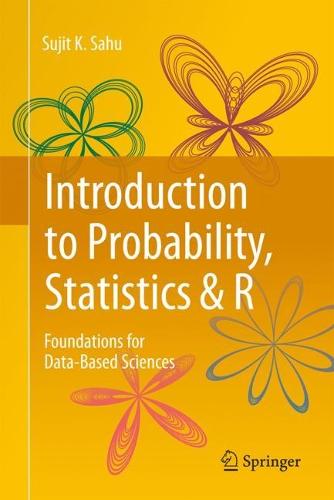 Sujit K. Sahu
Introduction
to Probability,
Statistics & R
Foundations for
Data-Based Sciences
Springer